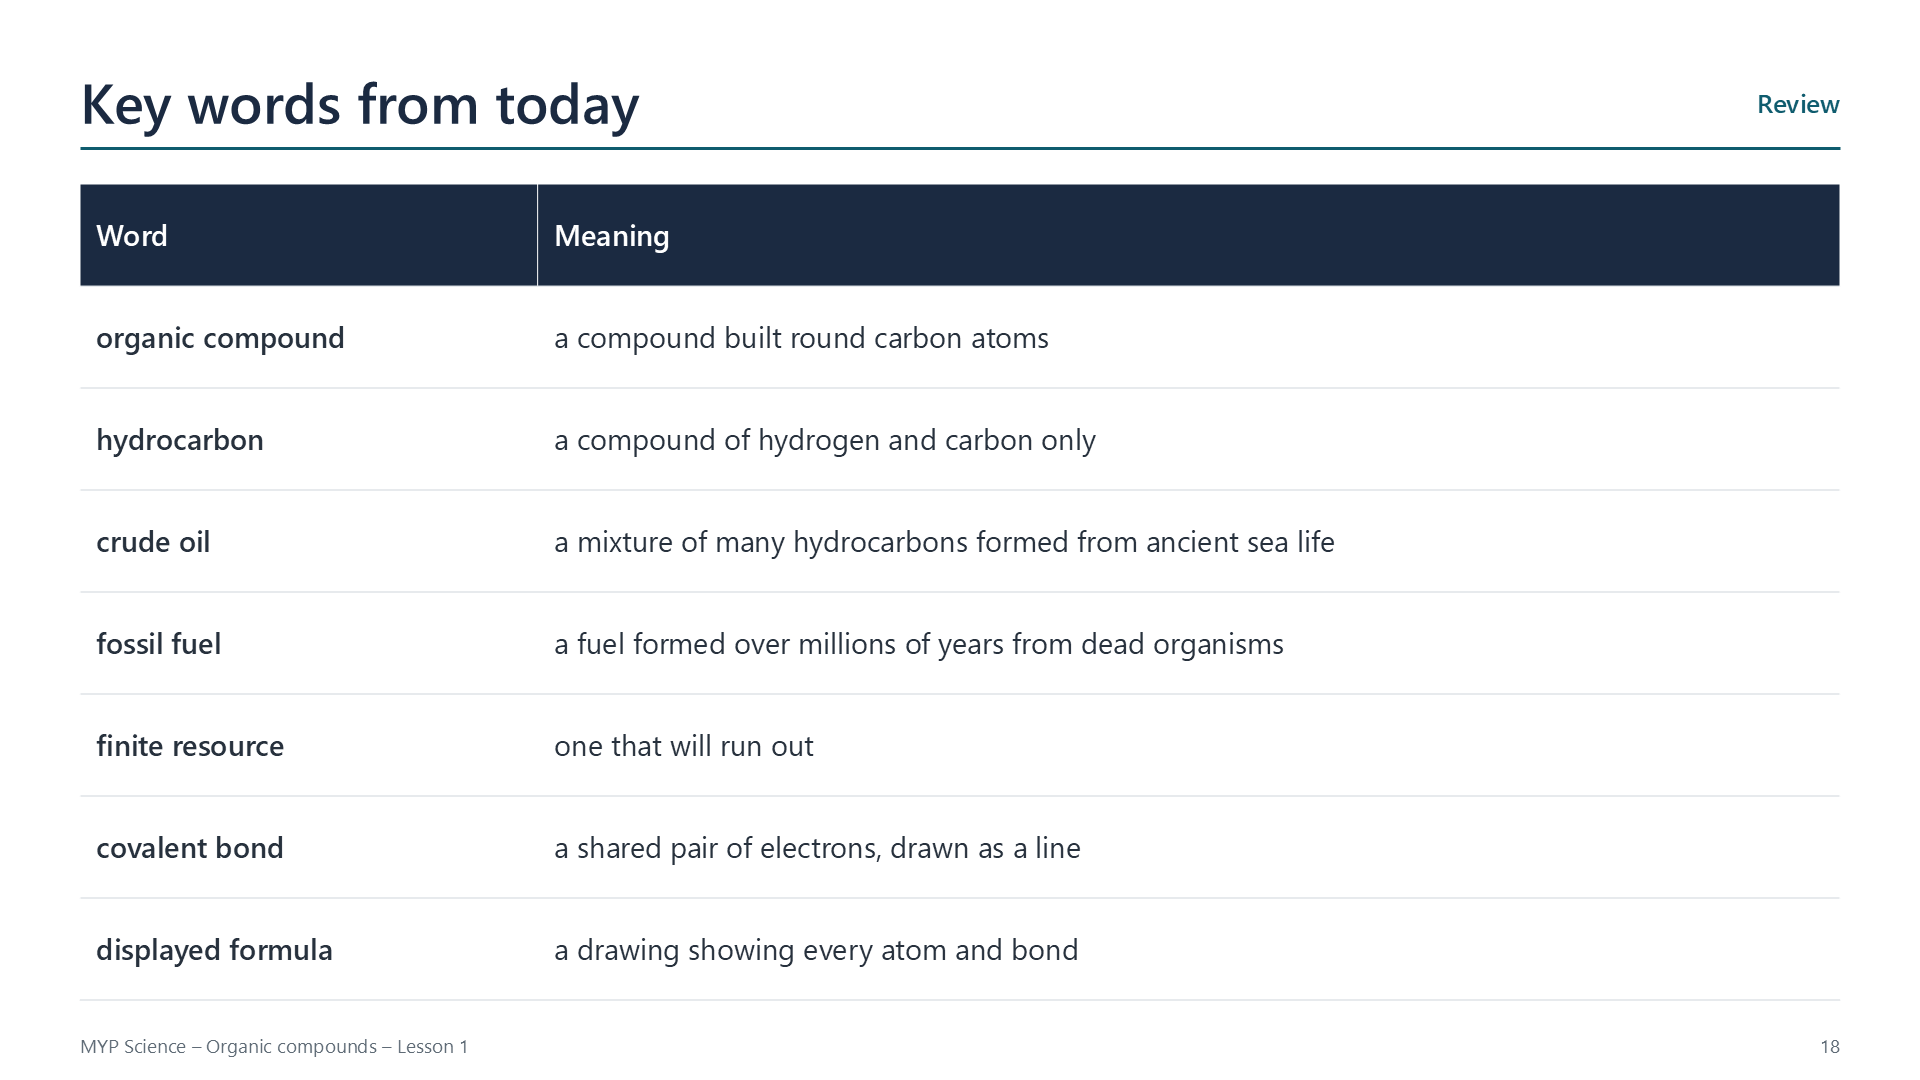 Key words from today
Review
Word
Meaning
organic compound
a compound built round carbon atoms
hydrocarbon
a compound of hydrogen and carbon only
crude oil
a mixture of many hydrocarbons formed from ancient sea life
fossil fuel
a fuel formed over millions of years from dead organisms
finite resource
one that will run out
covalent bond
a shared pair of electrons, drawn as a line
displayed formula
a drawing showing every atom and bond
MYP Science – Organic compounds – Lesson 1
18